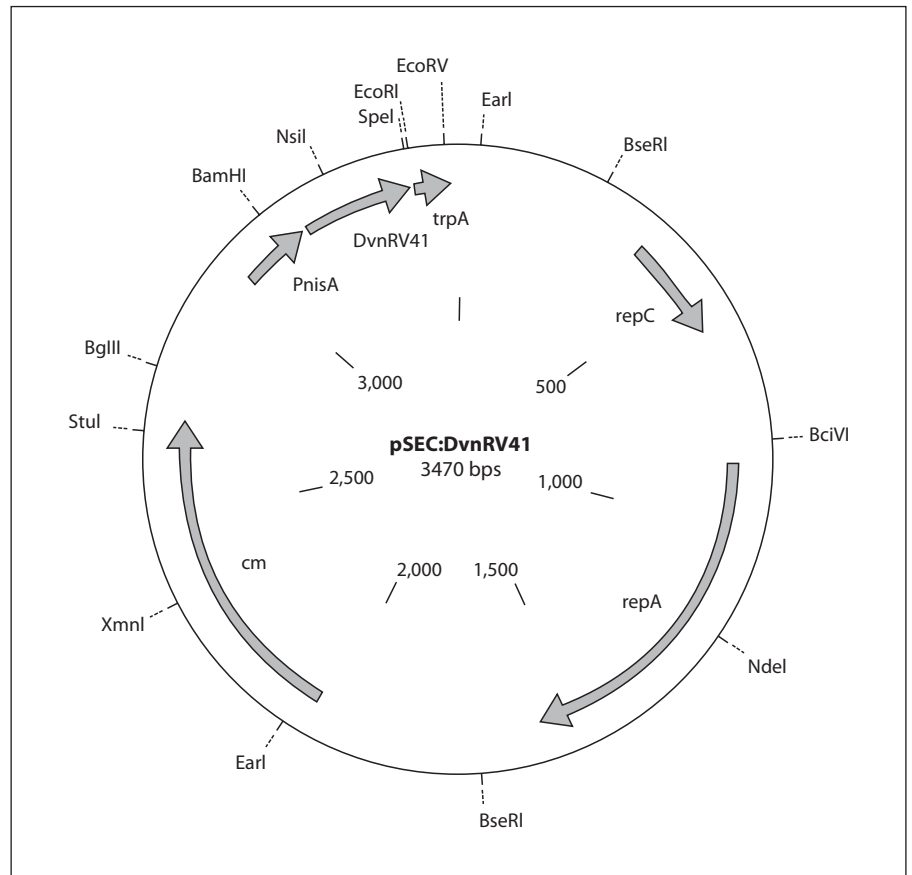 EcoRV
EcoRI
EarI
SpeI
NsiI
BseRI
BamHI
trpA
DvnRV41
PnisA
repC
BglII
3,000
500
StuI
pSEC:DvnRV41
BciVI
3470 bps
2,500
1,000
cm
2,000
1,500
repA
XmnI
NdeI
EarI
BseRI